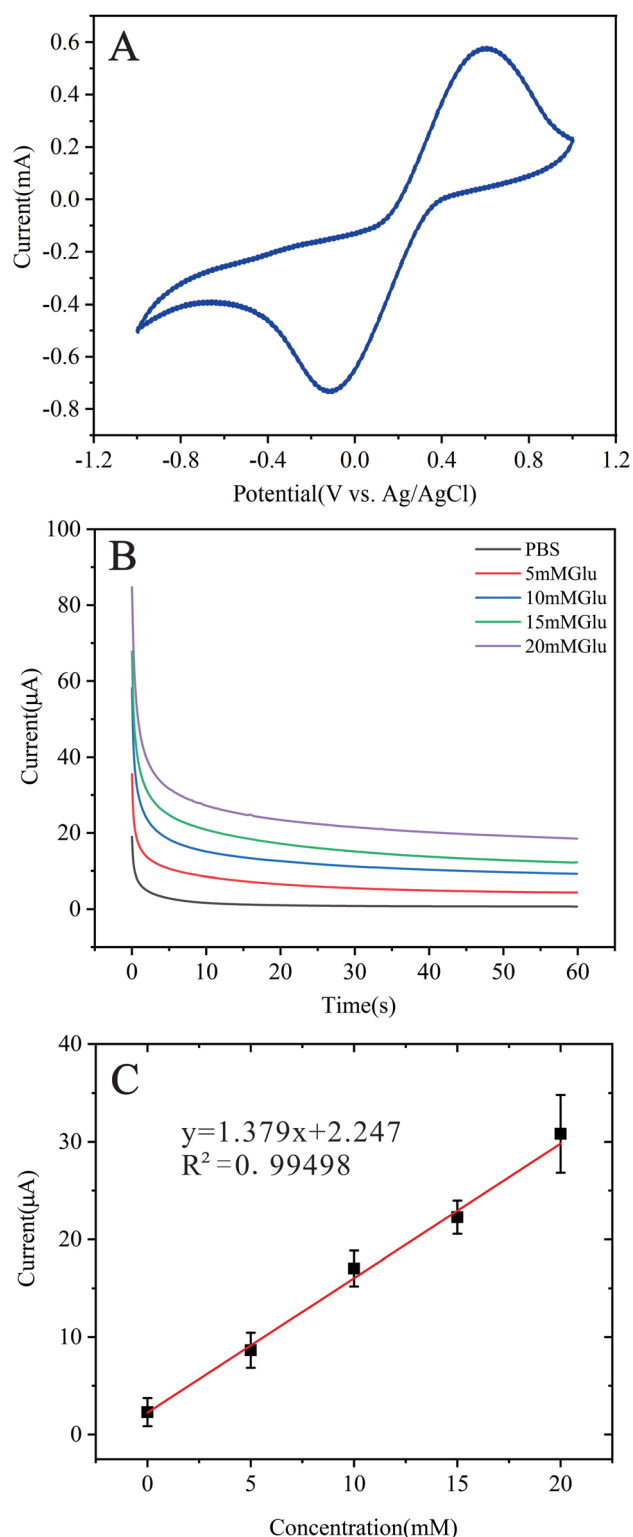 A
0.6
0.4
0.2
0.0
-0.2
-0.4
-0.6
-0.8
Current(mA)
-1.2 -0.8 -0.4 0.0 0.4 0.8 1.2
Potential(V vs. Ag/AgCl)
B
100
80
60
40
20
0
Current(μA)
PBS
5mMGlu
10mMGlu
15mMGlu
20mMGlu
0 10 20 30 40 50 60
Time(s)
C
40
30
20
10
0
Current(μA)
y=1.379x+2.247
R²=0.99498
0 5 10 15 20
Concentration(mM)